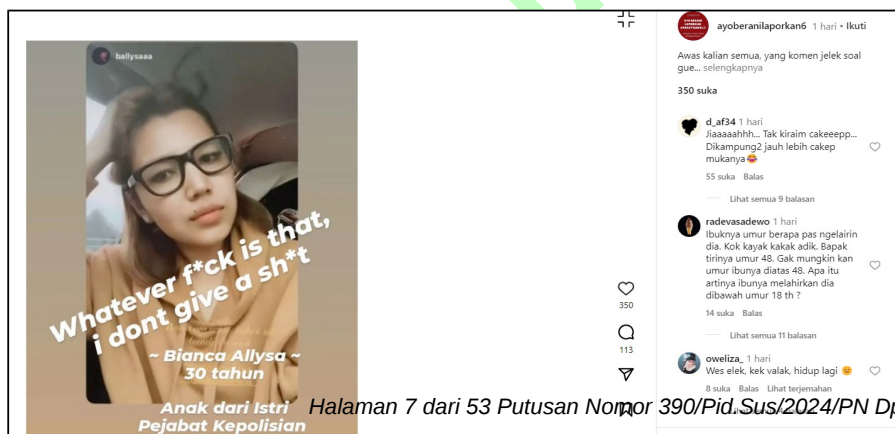 ballysaaa
Whatever f*ck is that,
i dont give a sh*t
~ Bianca Allysa ~
30 tahun
Anak dari Istri
Pejabat Kepolisian
350
113
ayoberanilaporkan6 1 hari • Ikuti
Awas kalian semua, yang komen jelek soal
gue... selengkapnya
350 suka
d_af34 1 hari
Jiaaaaahhh... Tak kiraim cakeeepp...
Dikampung2 jauh lebih cakep
mukanya😂
55 suka Balas
Lihat semua 9 balasan
radevasadewo 1 hari
Ibuknya umur berapa pas ngelairin
dia. Kok kayak kakak adik. Bapak
tirinya umur 48. Gak mungkin kan
umur ibunya diatas 48. Apa itu
artinya ibunya melahirkan dia
dibawah umur 18 th ?
14 suka Balas
Lihat semua 11 balasan
oweliza_ 1 hari
Wes elek, kek valak, hidup lagi
8 suka Balas Lihat terjemahan
Halaman 7 dari 53 Putusan Nomor 390/Pid.Sus/2024/PN Dp